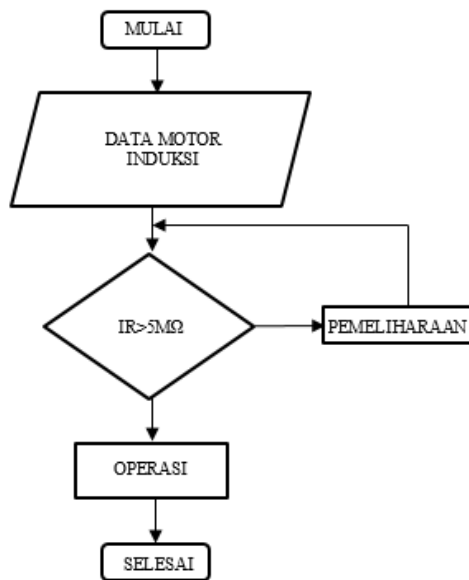 MULAI
DATA MOTOR
INDUKSI
IR>5MΩ
PEMELIHARAAN
OPERASI
SELESAI